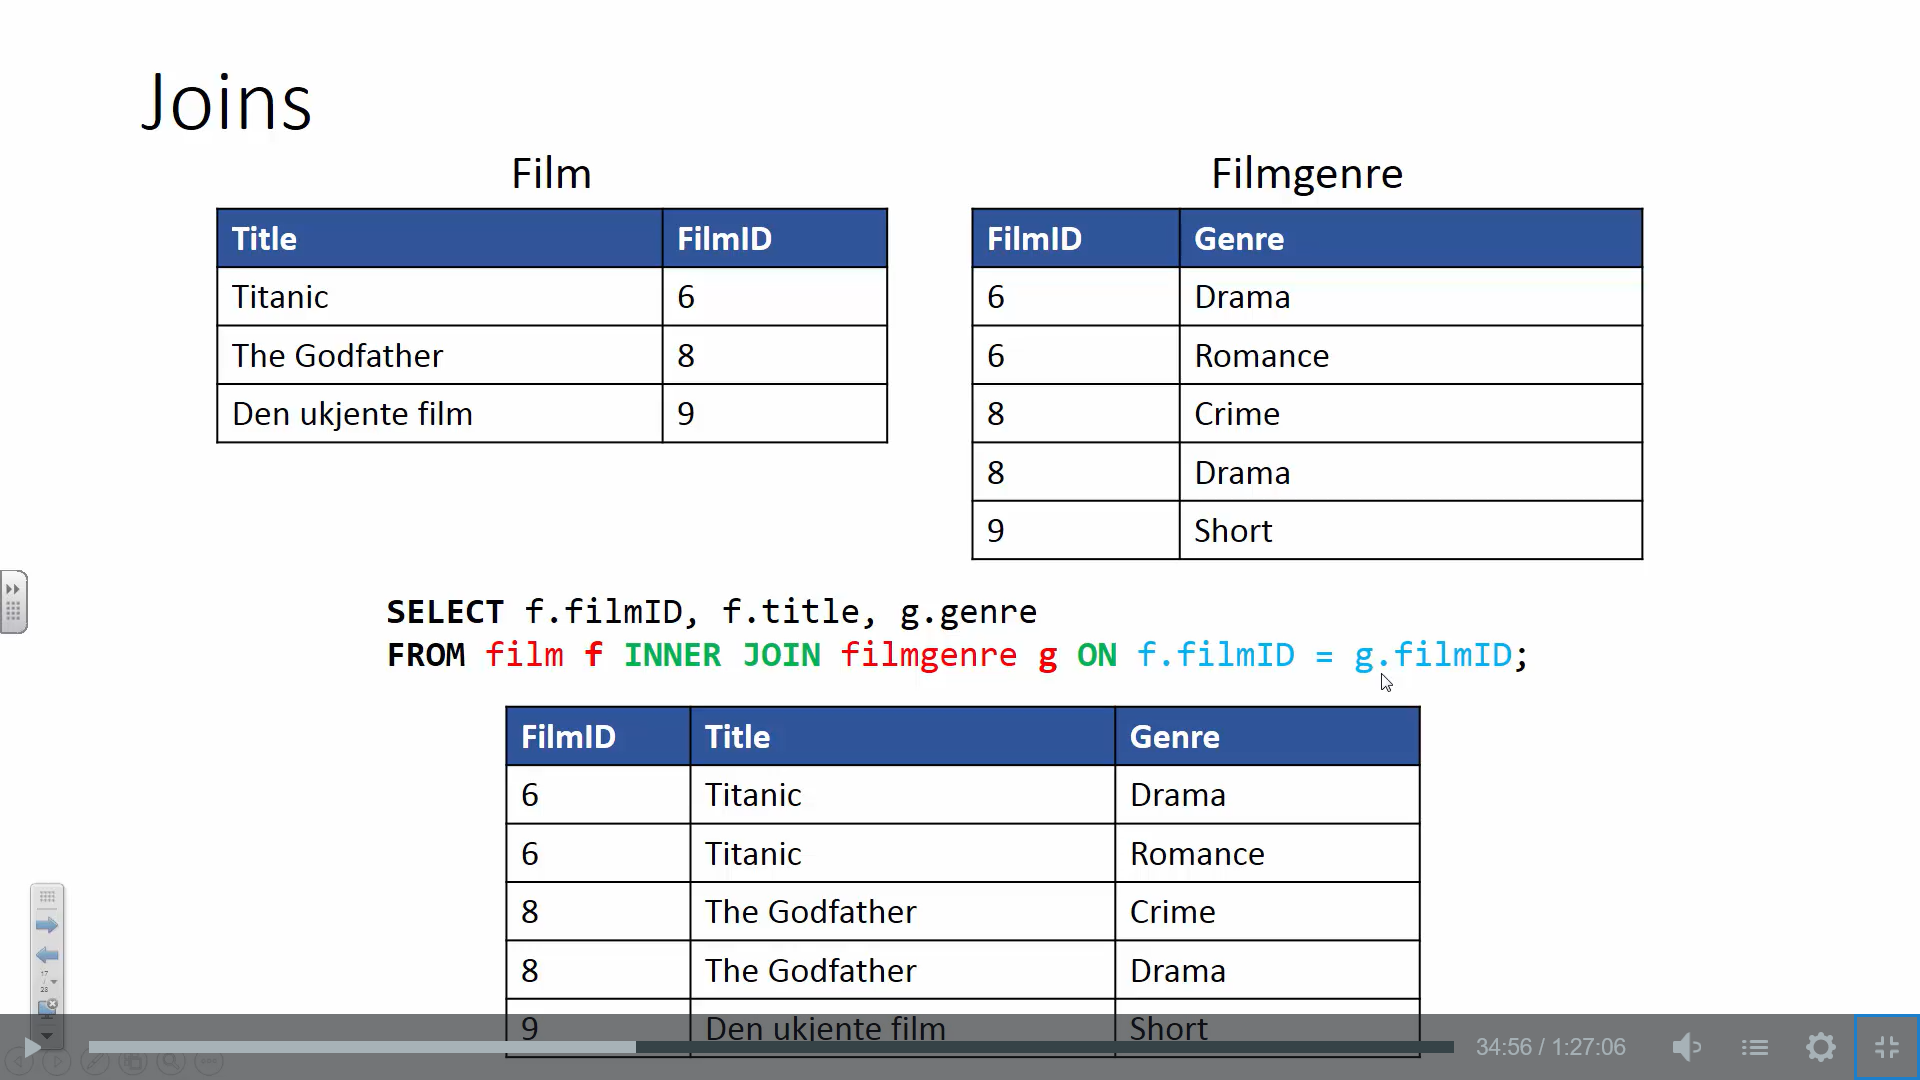 Joins
Film
Filmgenre
Title FilmID
Titanic 6
The Godfather 8
Den ukjente film 9
FilmID Genre
6 Drama
6 Romance
8 Crime
8 Drama
9 Short
SELECT f.filmID, f.title, g.genre
FROM film f INNER JOIN filmgenre g ON f.filmID = g.filmID;
FilmID Title Genre
6 Titanic Drama
6 Titanic Romance
8 The Godfather Crime
8 The Godfather Drama
9 Den ukjente film Short
17
23
34:56 / 1:27:06